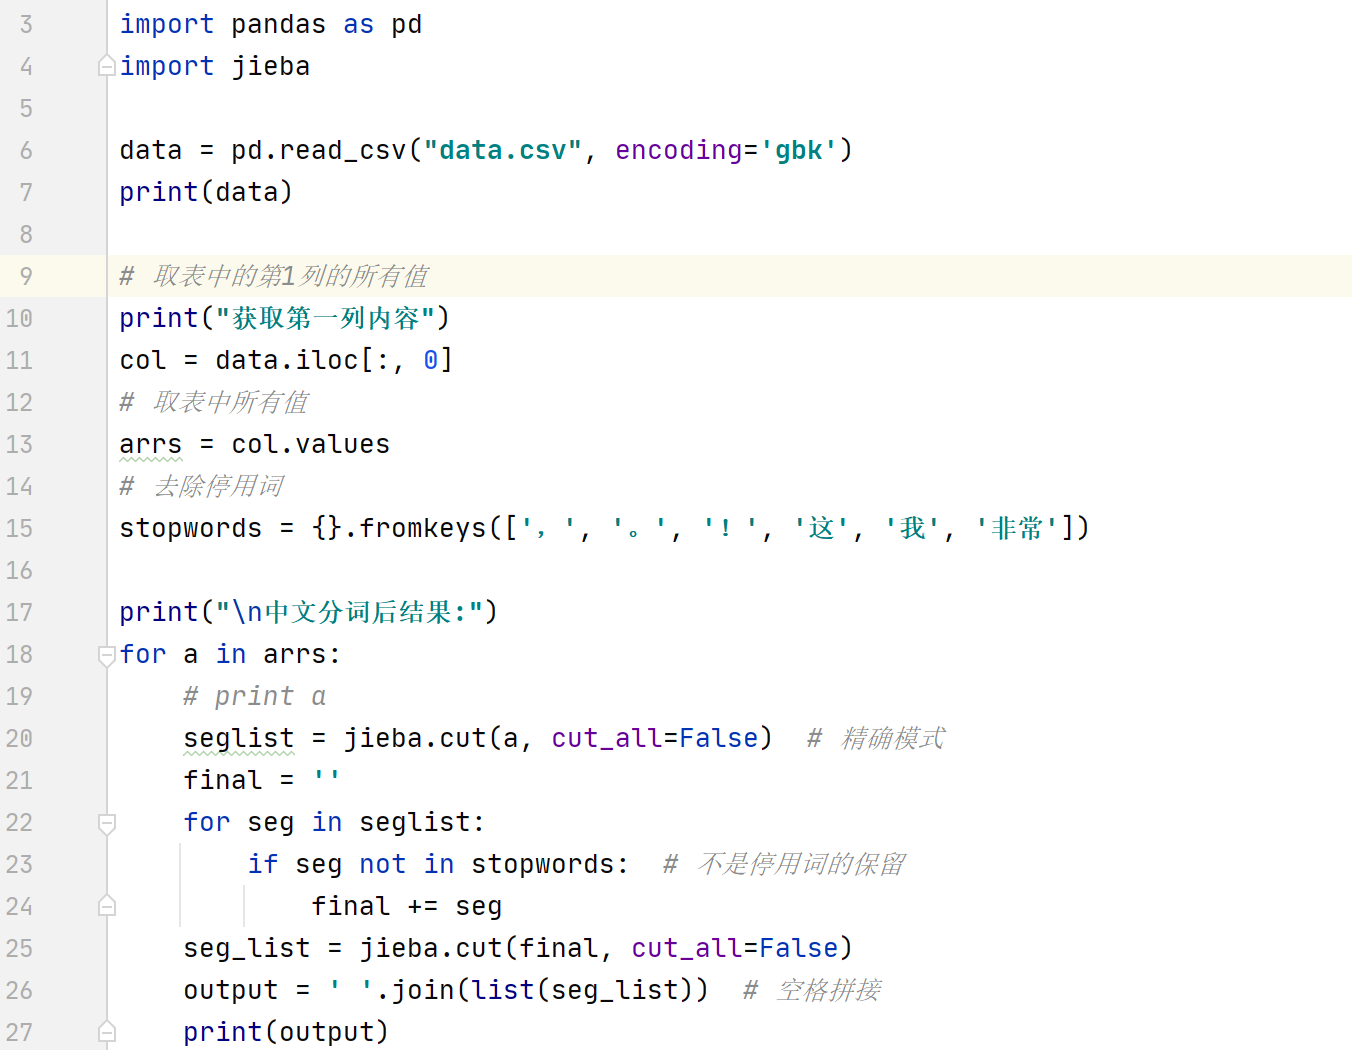 3 import pandas as pd
4 import jieba
5
6 data = pd.read_csv("data.csv", encoding='gbk')
7 print(data)
8
9 # 取表中的第1列的所有值
10 print("获取第一列内容")
11 col = data.iloc[:, 0]
12 # 取表中所有值
13 arrs = col.values
14 # 去除停用词
15 stopwords = {}.fromkeys(['，', '。', '！', '这', '我', '非常'])
16
17 print("\n中文分词后结果:")
18 for a in arrs:
19     # print a
20     seglist = jieba.cut(a, cut_all=False)  # 精确模式
21     final = ''
22     for seg in seglist:
23         if seg not in stopwords:  # 不是停用词的保留
24             final += seg
25     seg_list = jieba.cut(final, cut_all=False)
26     output = ' '.join(list(seg_list))  # 空格拼接
27     print(output)